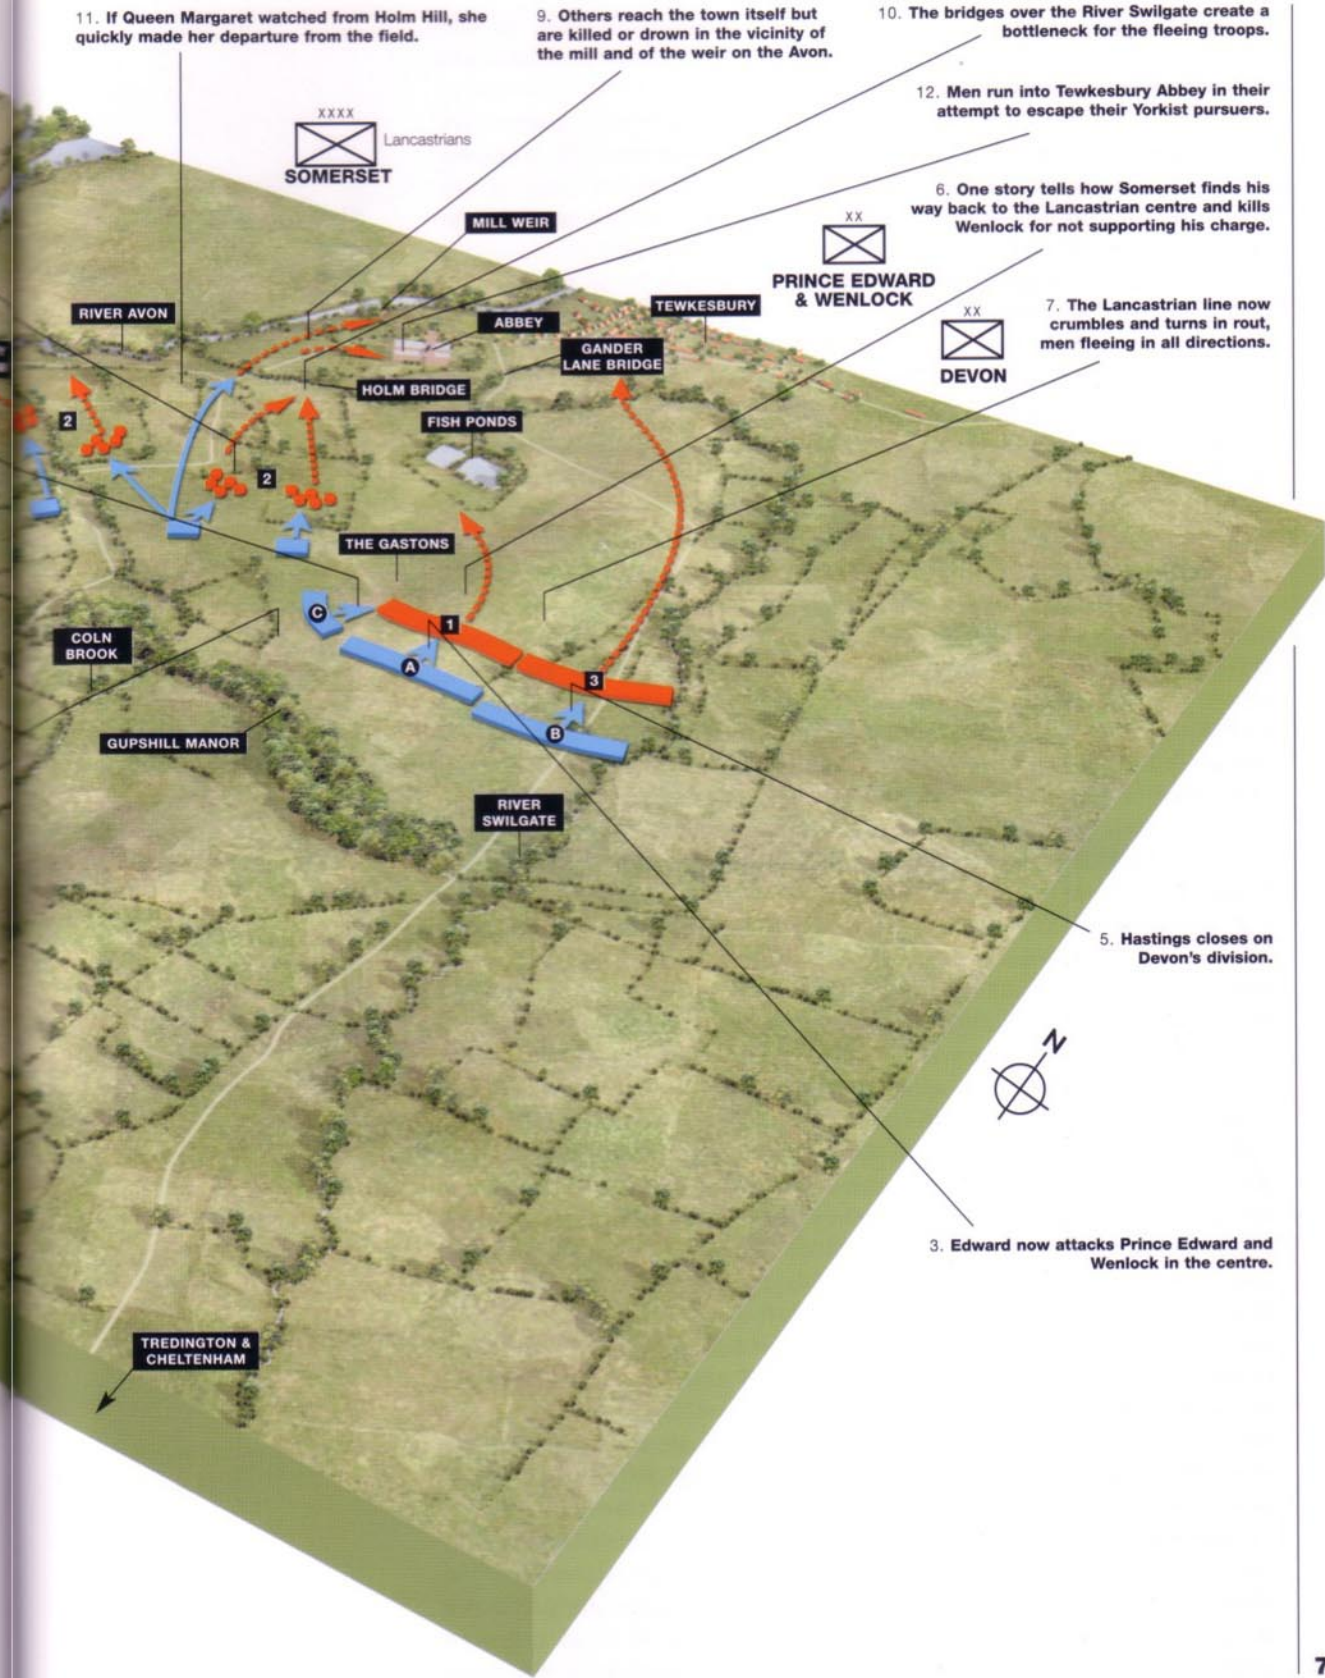 11. If Queen Margaret watched from Holm Hill, she
quickly made her departure from the field.
9. Others reach the town itself but
are killed or drown in the vicinity of
the mill and of the weir on the Avon.
10. The bridges over the River Swilgate create a
bottleneck for the fleeing troops.
12. Men run into Tewkesbury Abbey in their
attempt to escape their Yorkist pursuers.
XXXX
Lancastrians
SOMERSET
6. One story tells how Somerset finds his
way back to the Lancastrian centre and kills
Wenlock for not supporting his charge.
MILL WEIR
XX
PRINCE EDWARD
& WENLOCK
RIVER AVON
ABBEY
TEWKESBURY
7. The Lancastrian line now
crumbles and turns in rout,
men fleeing in all directions.
XX
DEVON
GANDER
LANE BRIDGE
HOLM BRIDGE
FISH PONDS
2
2
THE GASTONS
C
1
COLN
BROOK
A
3
B
GUPSHILL MANOR
RIVER
SWILGATE
5. Hastings closes on
Devon's division.
N
3. Edward now attacks Prince Edward and
Wenlock in the centre.
TREDINGTON &
CHELTENHAM